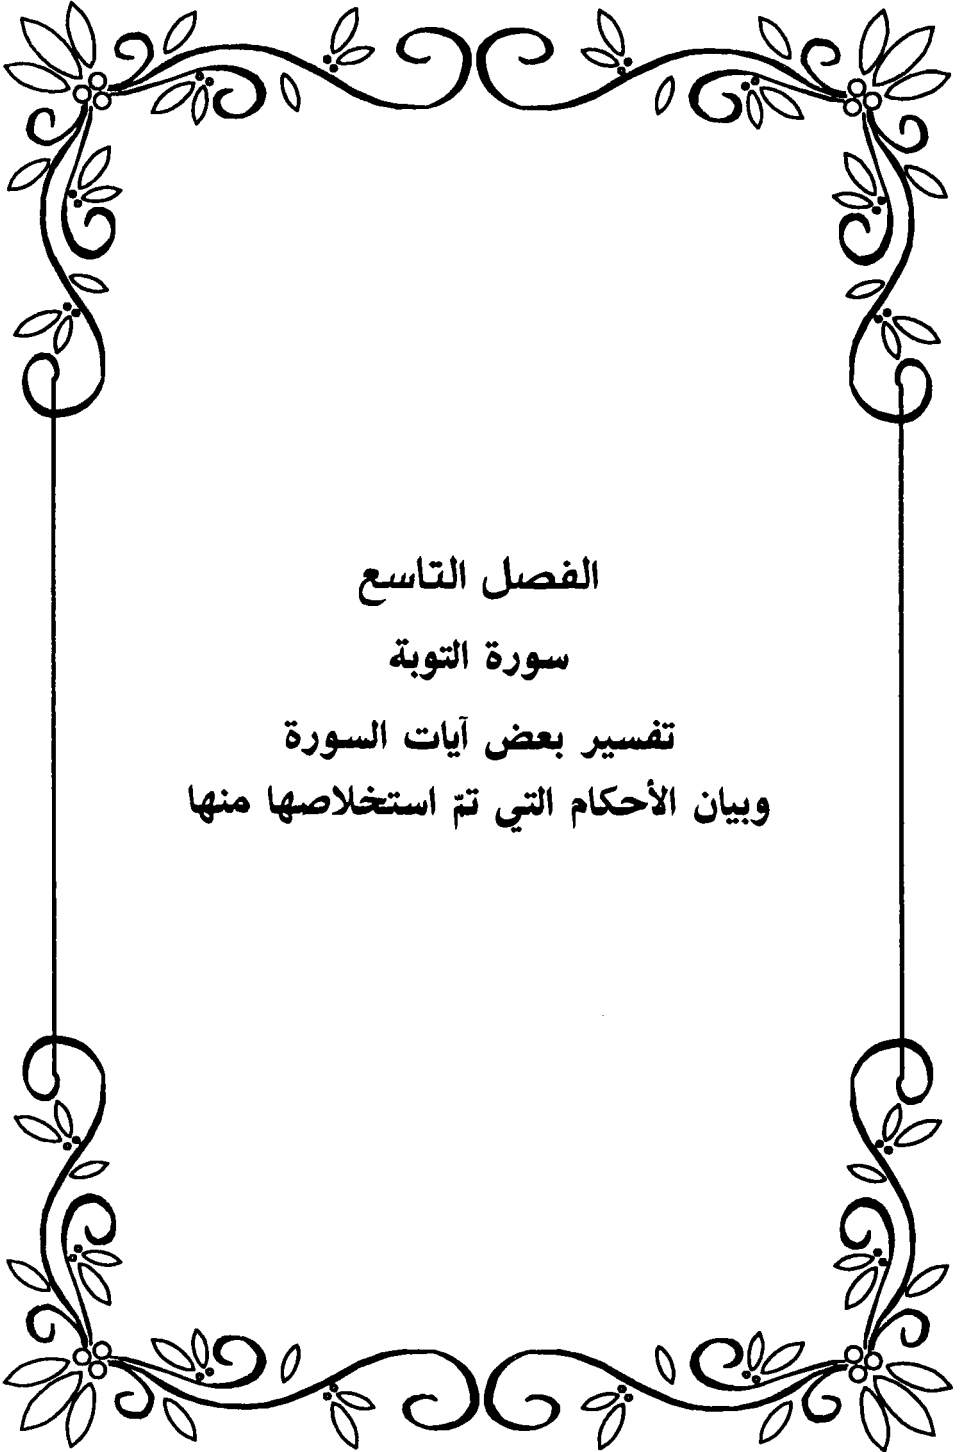 الفصل التاسع
سورة التوبة
تفسير بعض آيات السورة
وبيان الأحكام التي تمّ استخلاصها منها